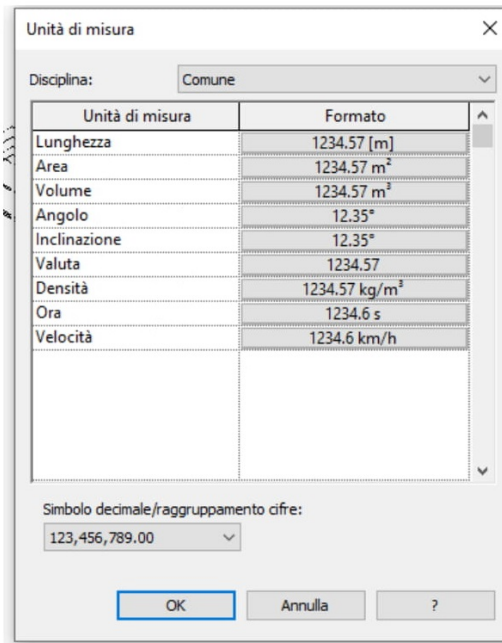 Unità di misura
Disciplina: Comune
Unità di misura Formato
Lunghezza 1234.57 [m]
Area 1234.57 m²
Volume 1234.57 m³
Angolo 12.35°
Inclinazione 12.35°
Valuta 1234.57
Densità 1234.57 kg/m³
Ora 1234.6 s
Velocità 1234.6 km/h
Simbolo decimale/raggruppamento cifre:
123,456,789.00
OK Annulla ?